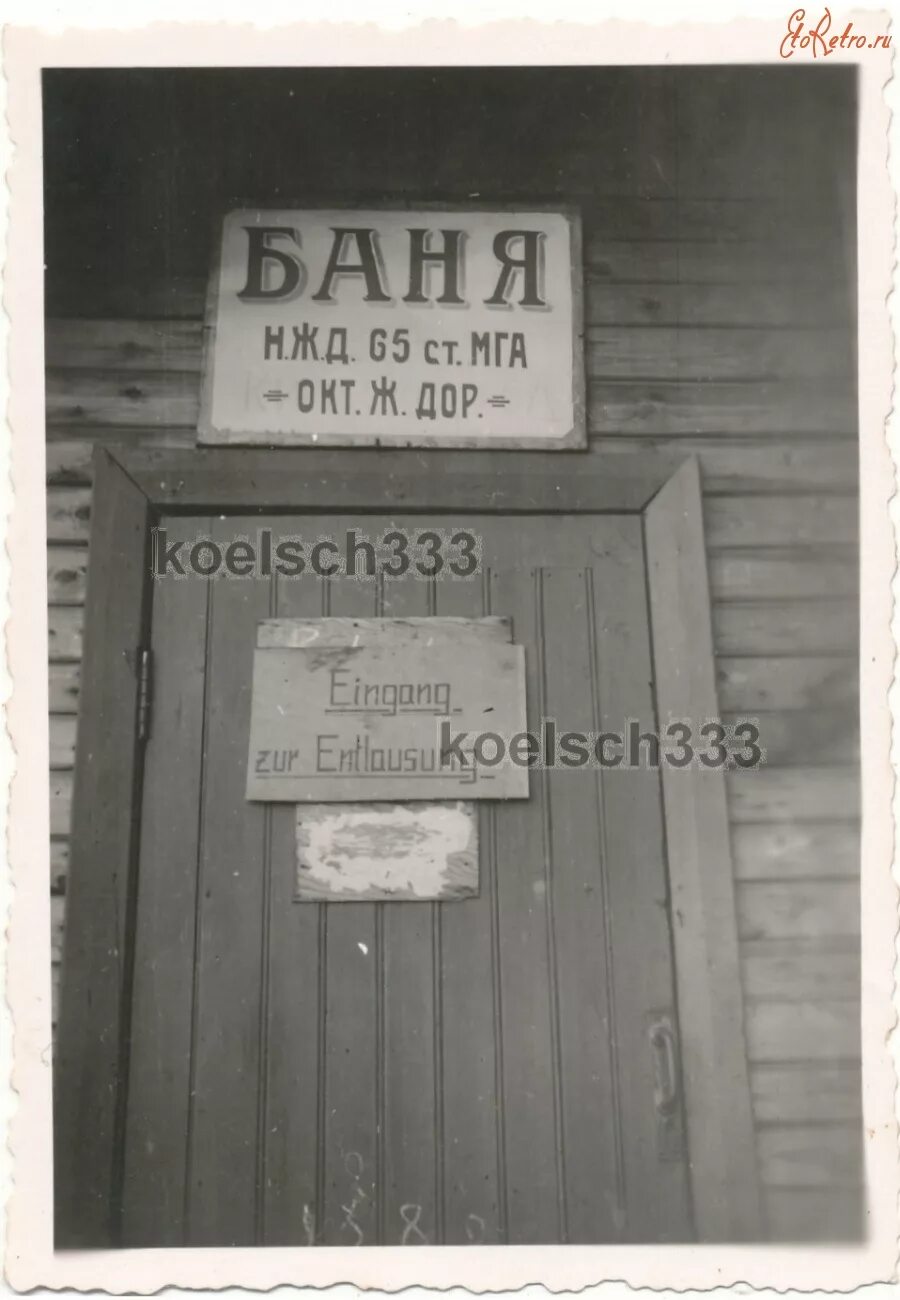 EtoRetro.ru
БАНЯ
Н.Ж.Д. 65 ст. МГА
ОКТ. Ж. ДОР.
koelsch333
Eingang
zur Entlausung
koelsch333